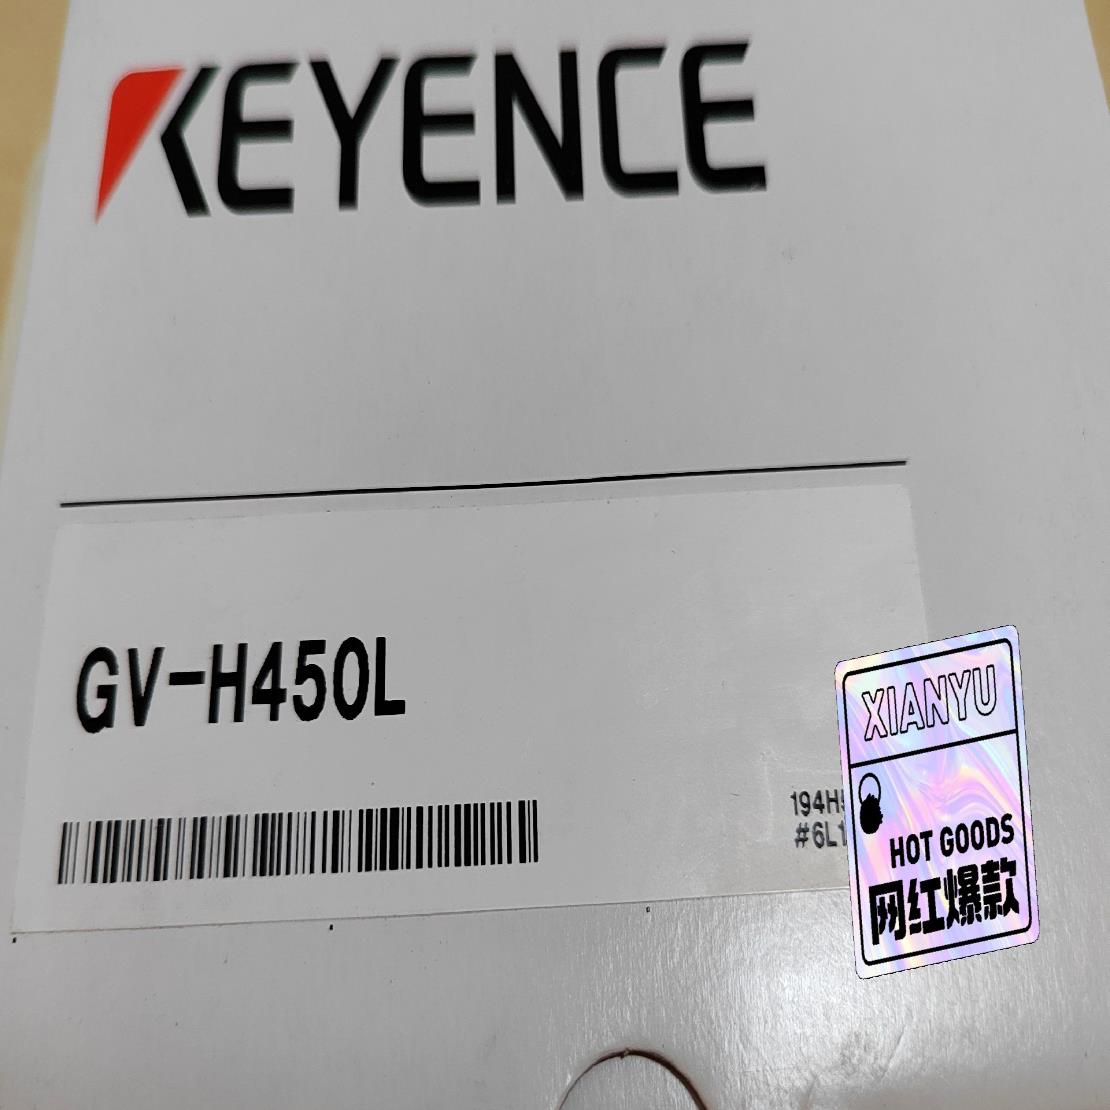 KEYENCE
GV-H450L
XIANYU
HOT GOODS
网红爆款